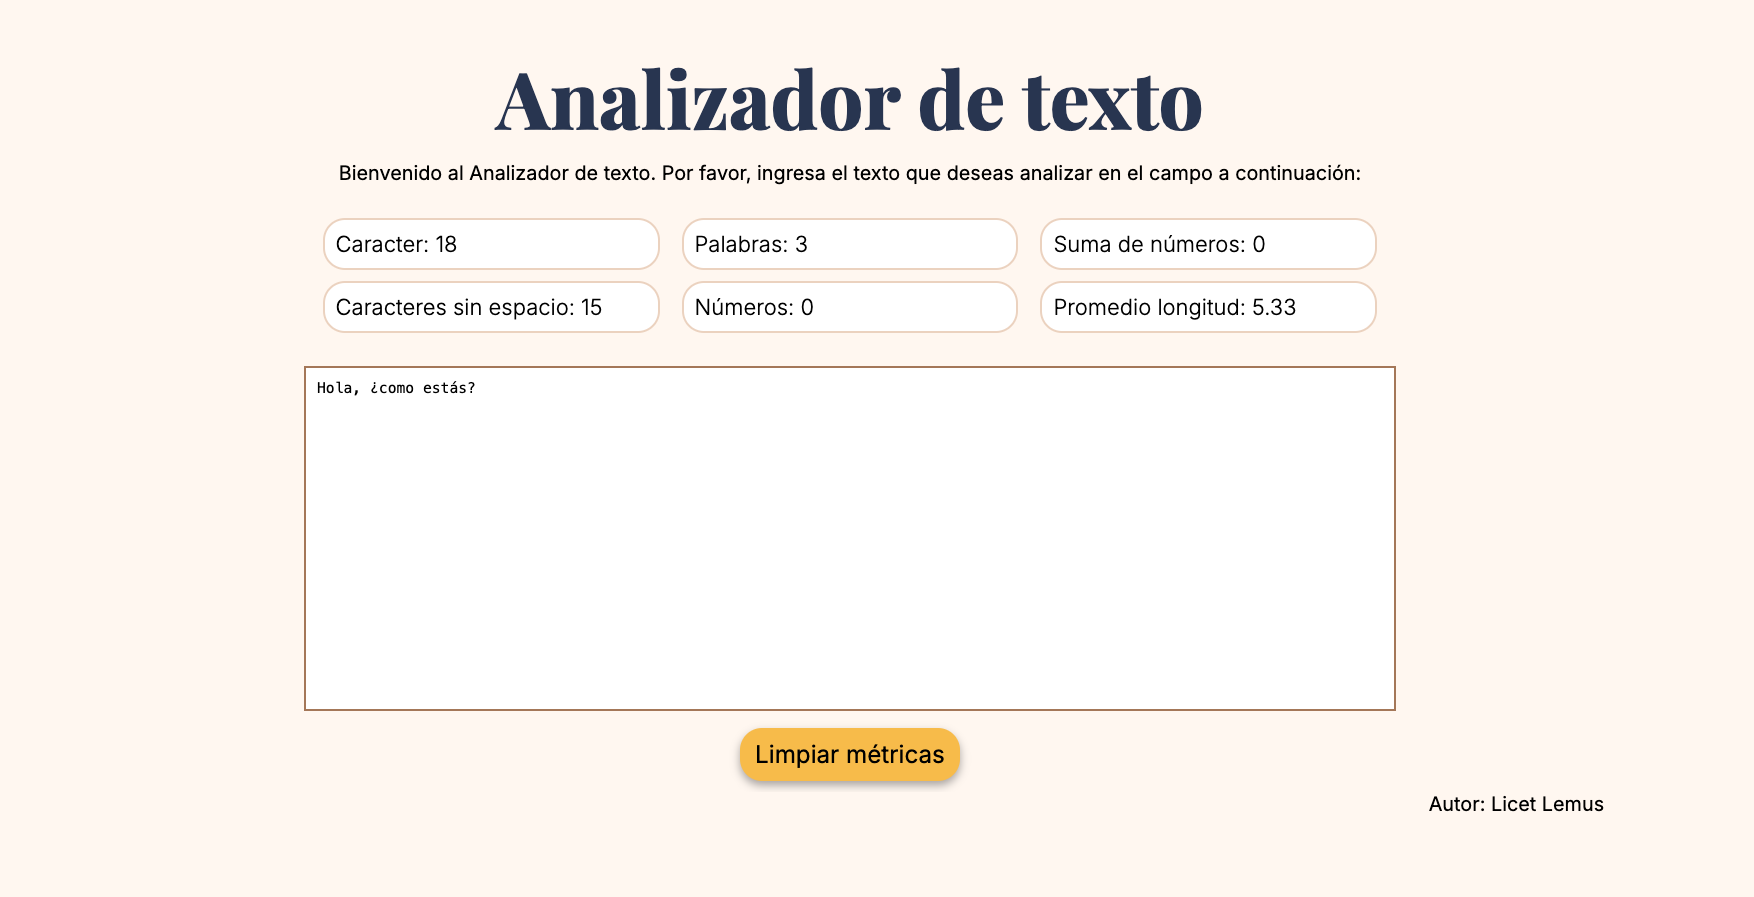 Analizador de texto
Bienvenido al Analizador de texto. Por favor, ingresa el texto que deseas analizar en el campo a continuación:
Caracter: 18
Palabras: 3
Suma de números: 0
Caracteres sin espacio: 15
Números: 0
Promedio longitud: 5.33
Hola, ¿como estás?
Limpiar métricas
Autor: Licet Lemus